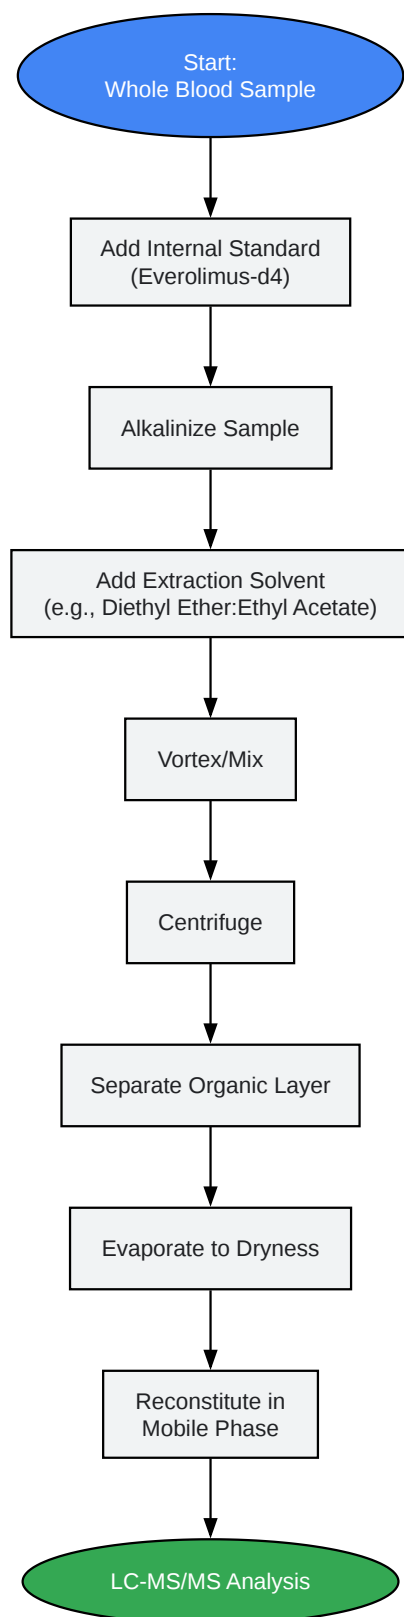 Start:
Whole Blood Sample
Add Internal Standard
(Everolimus-d4)
Alkalinize Sample
Add Extraction Solvent
(e.g., Diethyl Ether:Ethyl Acetate)
Vortex/Mix
Centrifuge
Separate Organic Layer
Evaporate to Dryness
Reconstitute in
Mobile Phase
LC-MS/MS Analysis